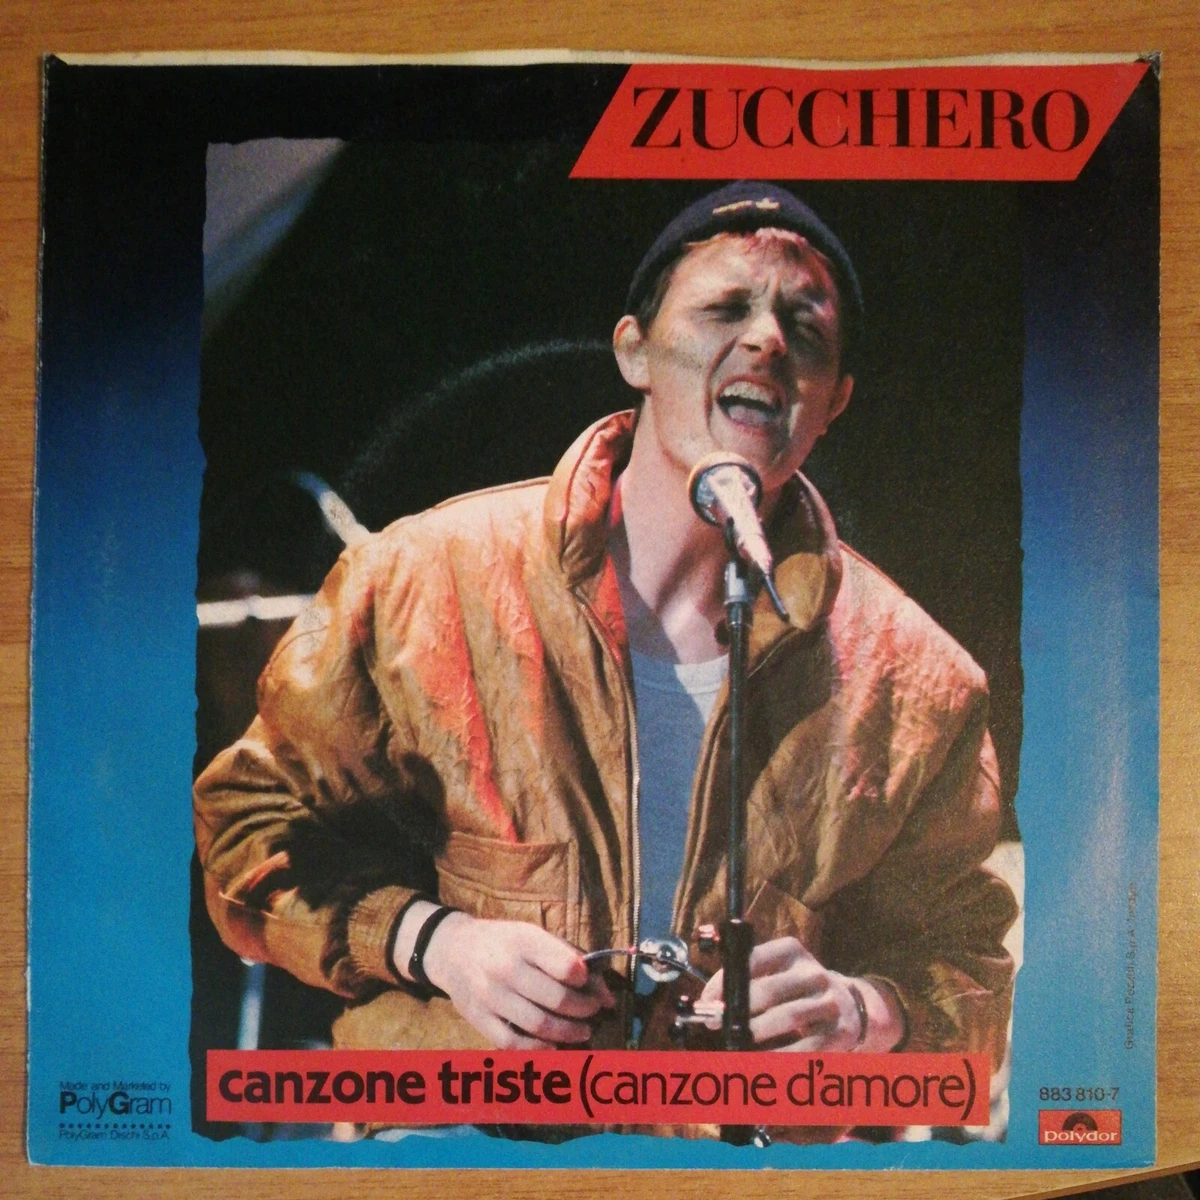 ZUCCHERO
canzone triste (canzone d'amore)
Made and Marketed by
PolyGram
PolyGram Dischi S.p.A.
883 810-7
polydor